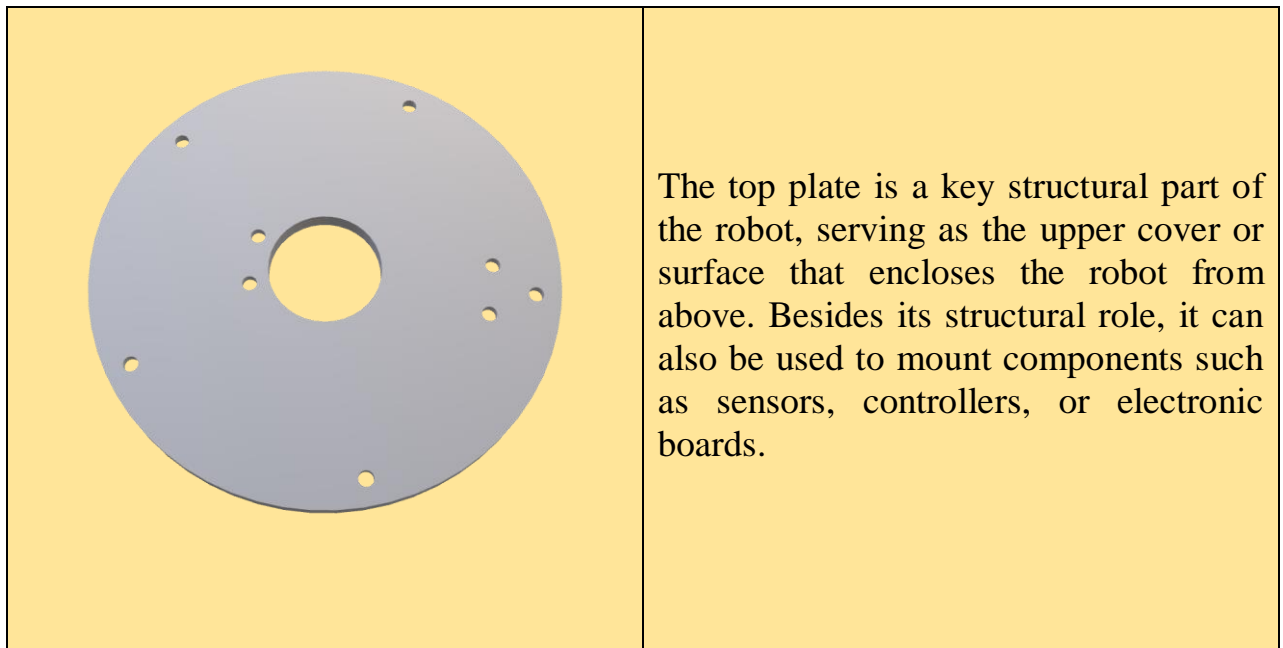 The top plate is a key structural part of
the robot, serving as the upper cover or
surface that encloses the robot from
above. Besides its structural role, it can
also be used to mount components such
as sensors, controllers, or electronic
boards.